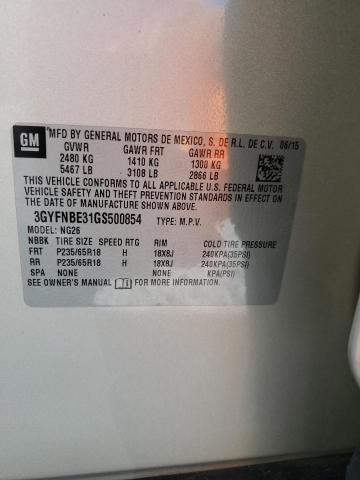 GM
MFD BY GENERAL MOTORS DE MEXICO, S. DE R.L. DE C.V. 06/15
GVWR GAWR FRT GAWR RR
2480 KG 1410 KG 1300 KG
5467 LB 3108 LB 2866 LB
THIS VEHICLE CONFORMS TO ALL APPLICABLE U.S. FEDERAL MOTOR
VEHICLE SAFETY AND THEFT PREVENTION STANDARDS IN EFFECT ON
THE DATE OF MANUFACTURE SHOWN ABOVE.
3GYFNBE31GS500854 TYPE: M.P.V.
MODEL: NG26
NBBK TIRE SIZE SPEED RTG RIM COLD TIRE PRESSURE
FRT P235/65R18 H 18X8J 240KPA(35PSI)
RR P235/65R18 H 18X8J 240KPA(35PSI)
SPA NONE NONE KPA(PSI)
SEE OWNER'S MANUAL FOR ADDITIONAL INFORMATION.